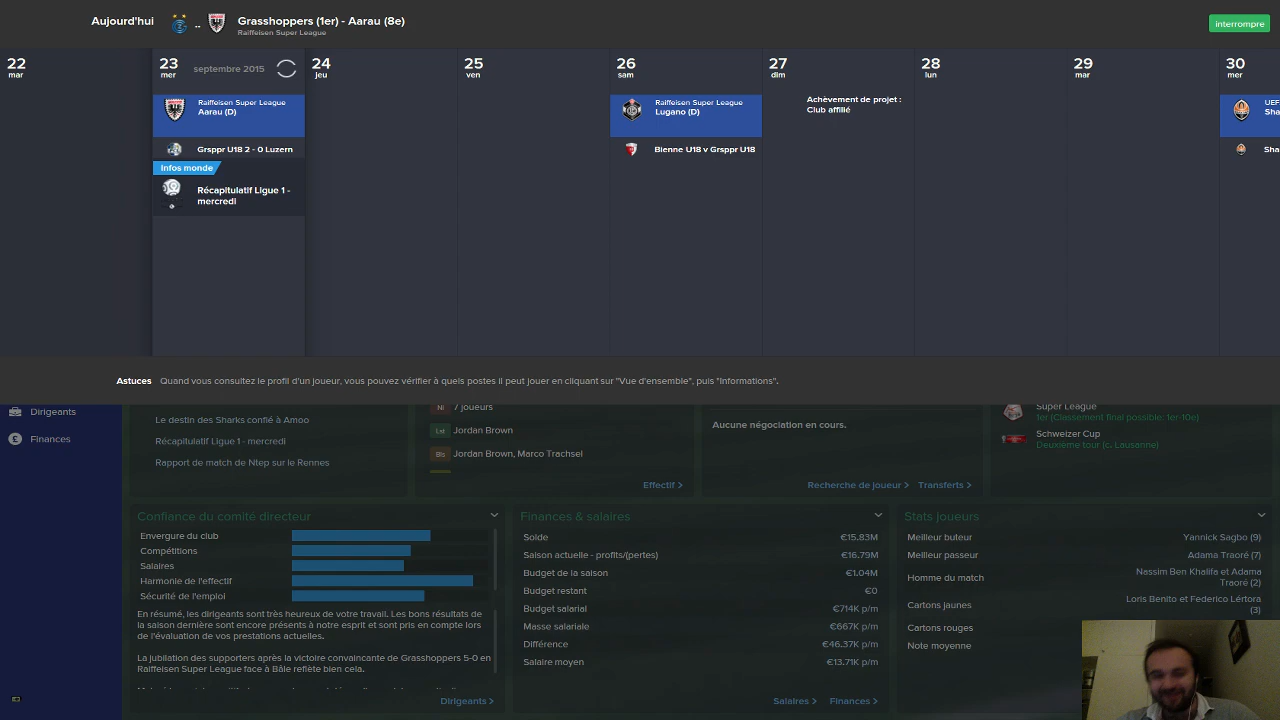 Aujourd'hui
Grasshoppers (1er) - Aarau (8e)
Raiffeisen Super League
interrompre
22
mar
23
mer
septembre 2015
24
jeu
25
ven
26
sam
27
dim
28
lun
29
mar
30
mer
Raiffeisen Super League
Aarau (D)
Grsppr U18 2 - 0 Luzern
Infos monde
Récapitulatif Ligue 1 -
mercredi
Raiffeisen Super League
Lugano (D)
Bienne U18 v Grsppr U18
Achèvement de projet :
Club affilié
UEF
Sha
Sha
Astuces Quand vous consultez le profil d'un joueur, vous pouvez vérifier à quels postes il peut jouer en cliquant sur "Vue d'ensemble", puis "Informations".
Dirigeants
Finances
Le destin des Sharks confié à Amoo
Récapitulatif Ligue 1 - mercredi
Rapport de match de Ntep sur le Rennes
7 joueurs
Lst Jordan Brown
Bls Jordan Brown, Marco Trachsel
Effectif >
Aucune négociation en cours.
Recherche de joueur > Transferts >
Super League
1er (Classement final possible: 1er-10e)
Schweizer Cup
Deuxième tour (c. Lausanne)
Confiance du comité directeur
Envergure du club
Compétitions
Salaires
Harmonie de l'effectif
Sécurité de l'emploi
En résumé, les dirigeants sont très heureux de votre travail. Les bons résultats de
la saison dernière sont encore présents à notre esprit et sont pris en compte lors
de l'évaluation de vos prestations actuelles.
La jubilation des supporters après la victoire convaincante de Grasshoppers 5-0 en
Raiffeisen Super League face à Bâle reflète bien cela.
Dirigeants >
Finances & salaires
Solde €15.83M
Saison actuelle - profits/(pertes) €16.79M
Budget de la saison €1.04M
Budget restant €0
Budget salarial €714K p/m
Masse salariale €667K p/m
Différence €46.37K p/m
Salaire moyen €13.71K p/m
Salaires > Finances >
Stats joueurs
Meilleur buteur Yannick Sagbo (9)
Meilleur passeur Adama Traoré (7)
Homme du match Nassim Ben Khalifa et Adama
Traoré (2)
Cartons jaunes Loris Benito et Federico Lértora
(3)
Cartons rouges
Note moyenne